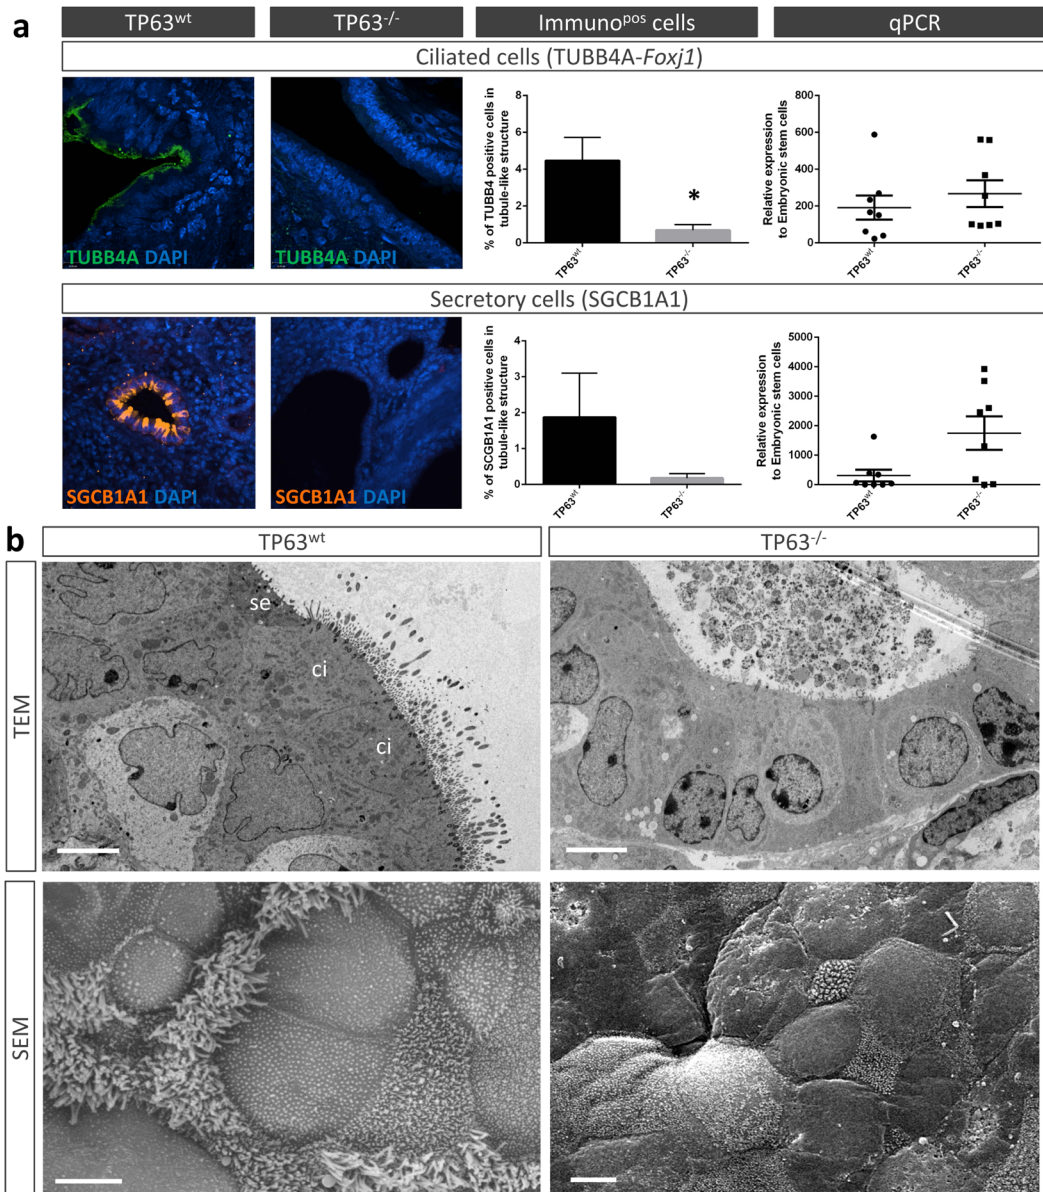 a
TP63wt
TP63-/-
Immunopos cells
qPCR
Ciliated cells (TUBB4A-Foxj1)
TUBB4A DAPI
TUBB4A DAPI
% of TUBB4 positive cells in
tubule-like structure
8
6
4
2
0
*
TP63wt
TP63-/-
Relative expression
to Embryonic stem cells
800
600
400
200
0
TP63wt
TP63-/-
Secretory cells (SGCB1A1)
SGCB1A1 DAPI
SGCB1A1 DAPI
% of SCGB1A1 positive cells in
tubule-like structure
4
3
2
1
0
TP63wt
TP63-/-
Relative expression
to Embryonic stem cells
5000
4000
3000
2000
1000
0
TP63wt
TP63-/-
b
TP63wt
TP63-/-
TEM
se
ci
ci
SEM